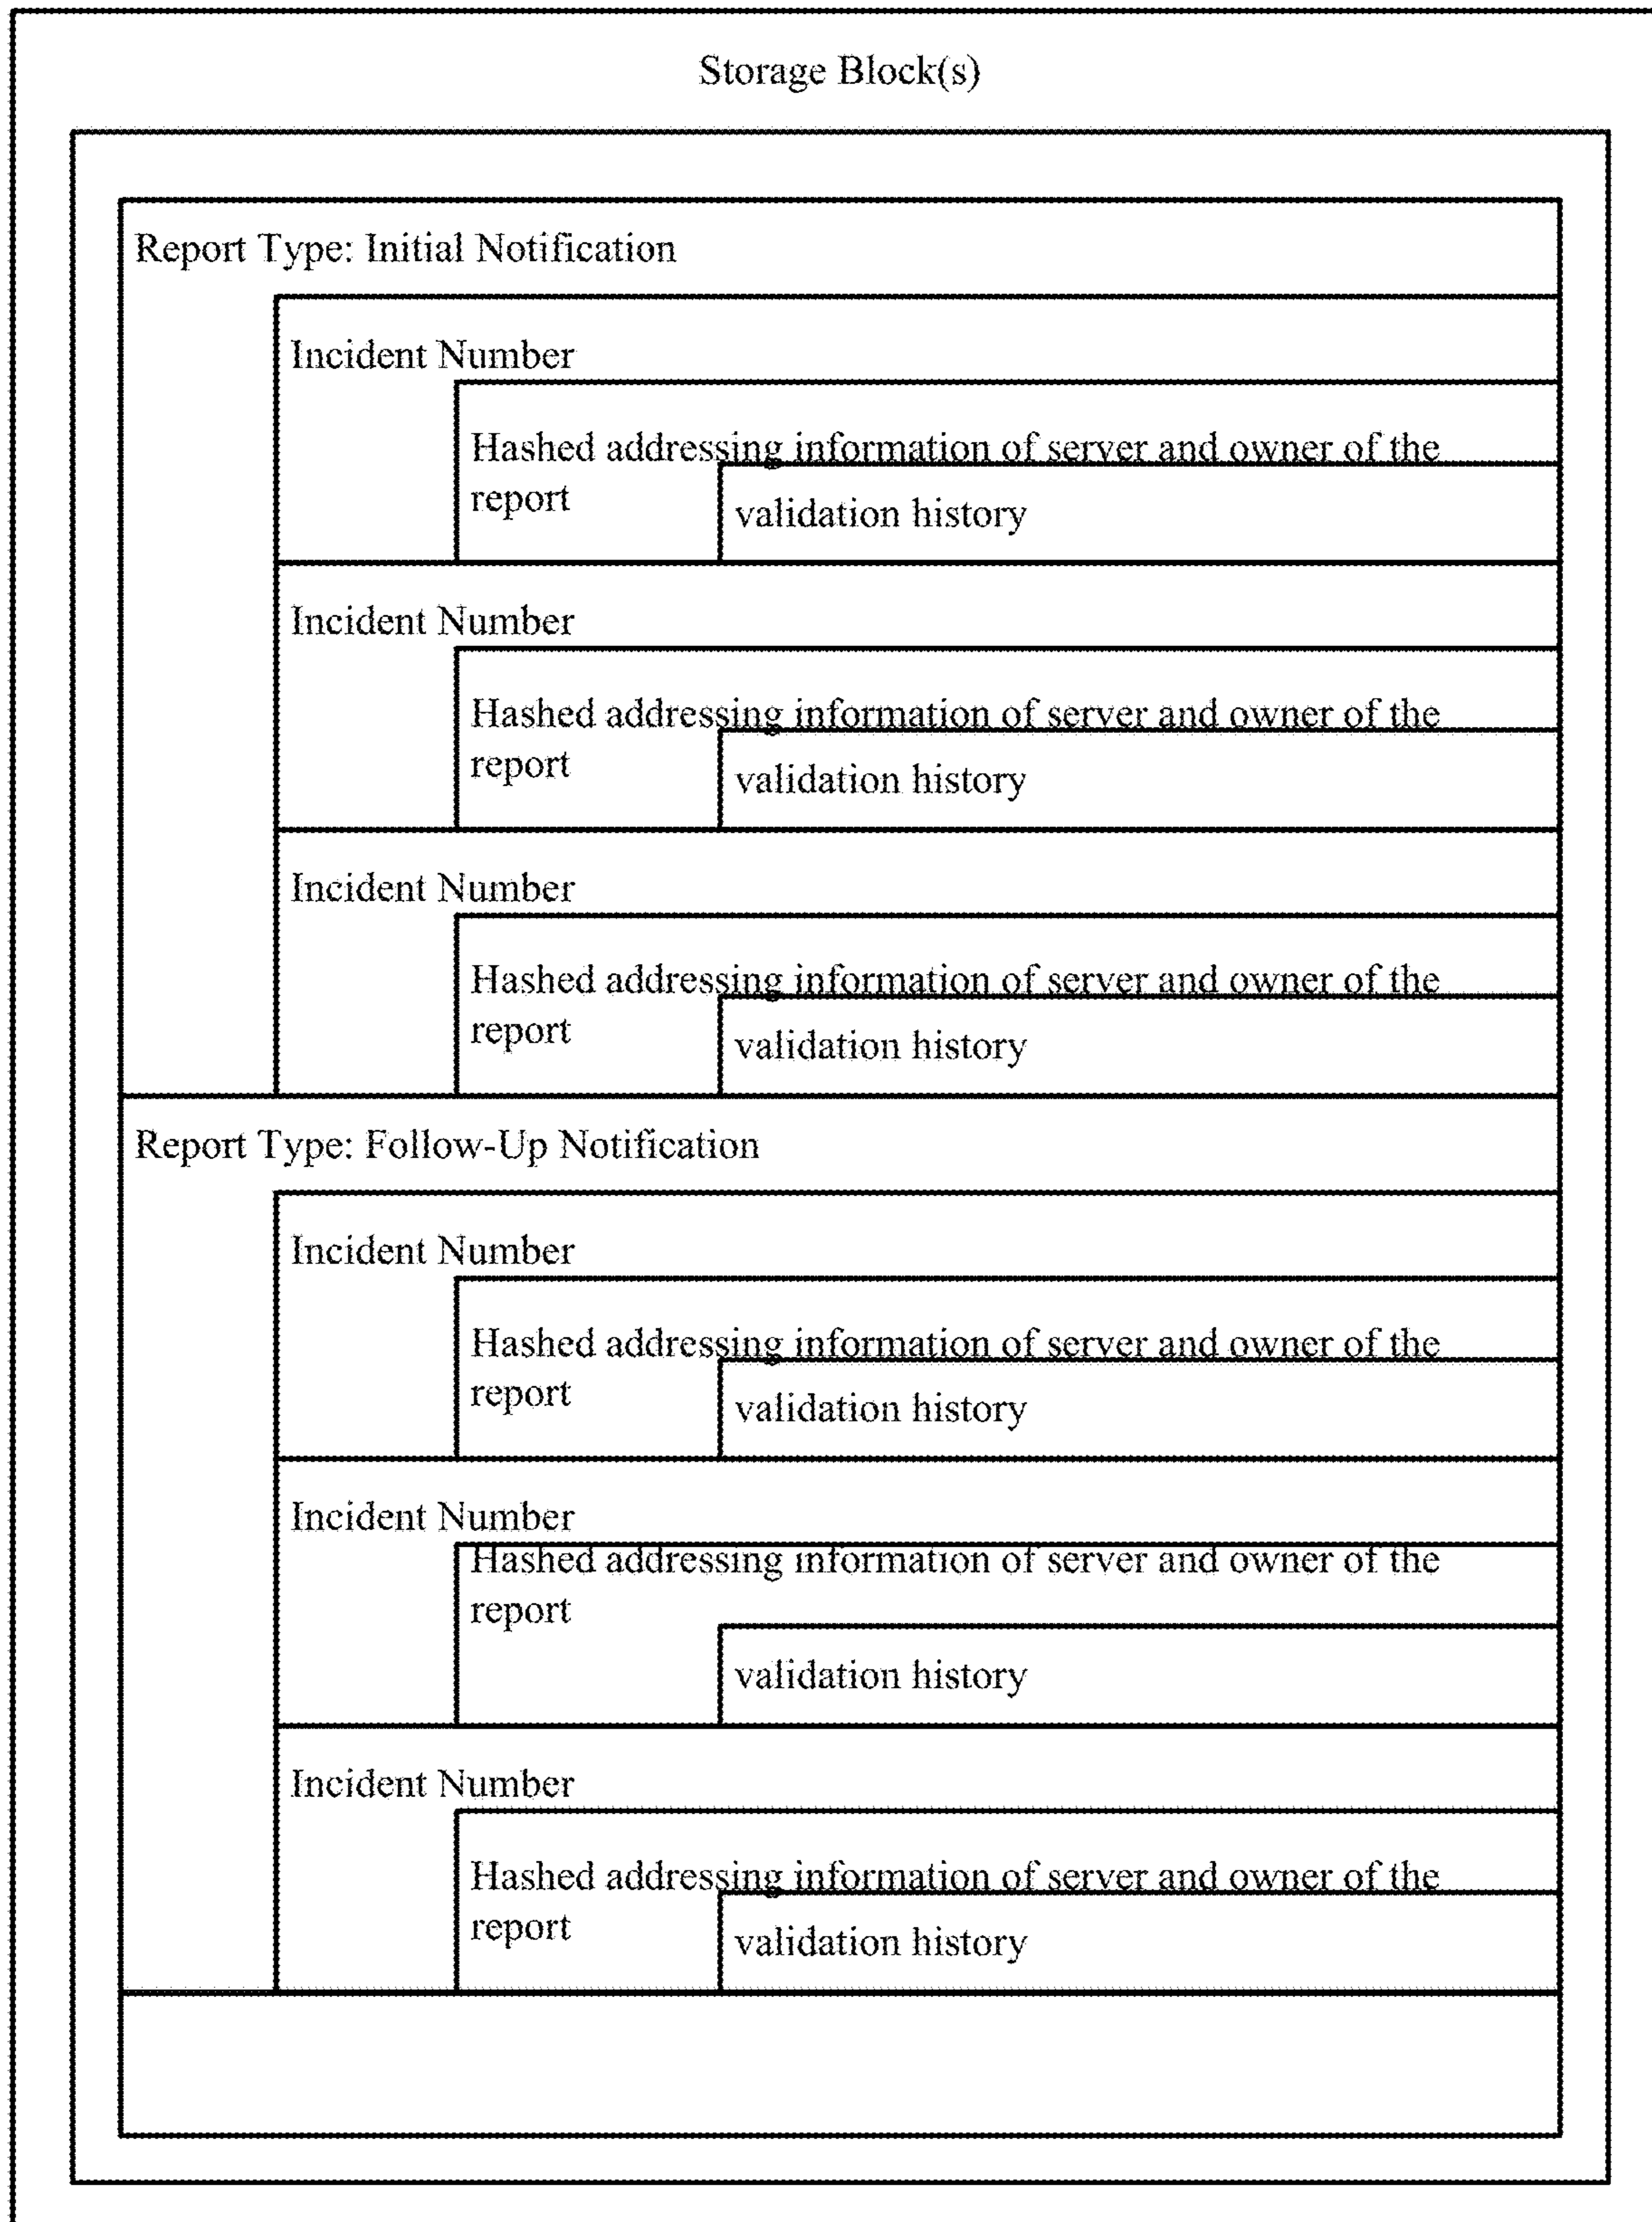 Storage Block(s)
Report Type: Initial Notification
Incident Number
Hashed addressing information of server and owner of the
report
validation history
Incident Number
Hashed addressing information of server and owner of the
report
validation history
Incident Number
Hashed addressing information of server and owner of the
report
validation history
Report Type: Follow-Up Notification
Incident Number
Hashed addressing information of server and owner of the
report
validation history
Incident Number
Hashed addressing information of server and owner of the
report
validation history
Incident Number
Hashed addressing information of server and owner of the
report
validation history